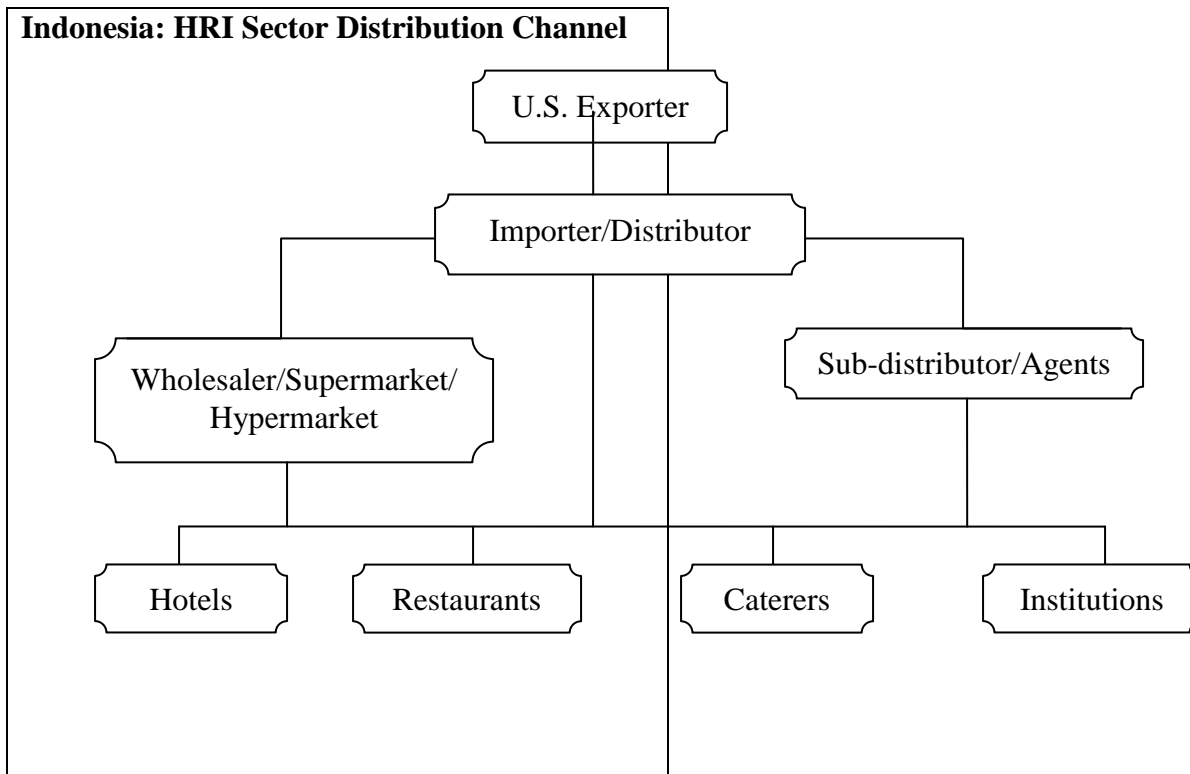 Indonesia: HRI Sector Distribution Channel
U.S. Exporter
Importer/Distributor
Wholesaler/Supermarket/
Hypermarket
Sub-distributor/Agents
Hotels
Restaurants
Caterers
Institutions